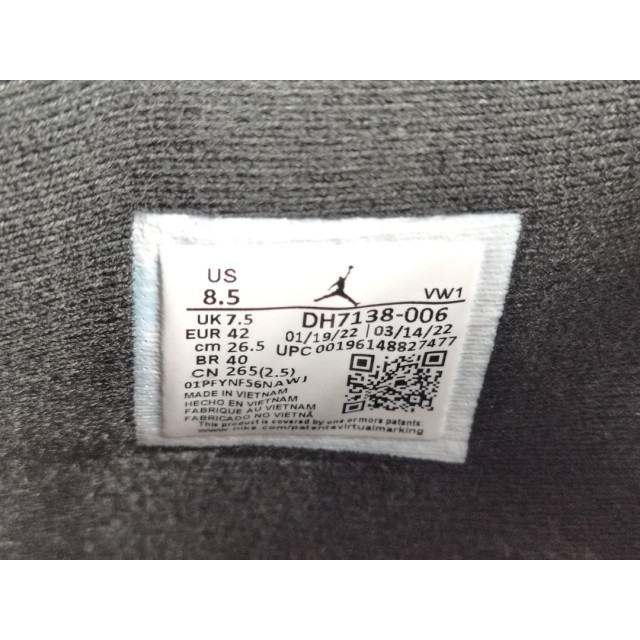 US
8.5
VW1
UK 7.5
DH7138-006
EUR 42
01/19/22 | 03/14/22
cm 26.5
UPC 00196148827477
BR 40
CN 265(2.5)
01PFYNF56NAWJ
MADE IN VIETNAM
HECHO EN VIETNAM
FABRIQUE AU VIETNAM
FABRICADO NO VIETNÃ
This product is covered by one or more patents:
www.nike.com/patentsvirtualmarking